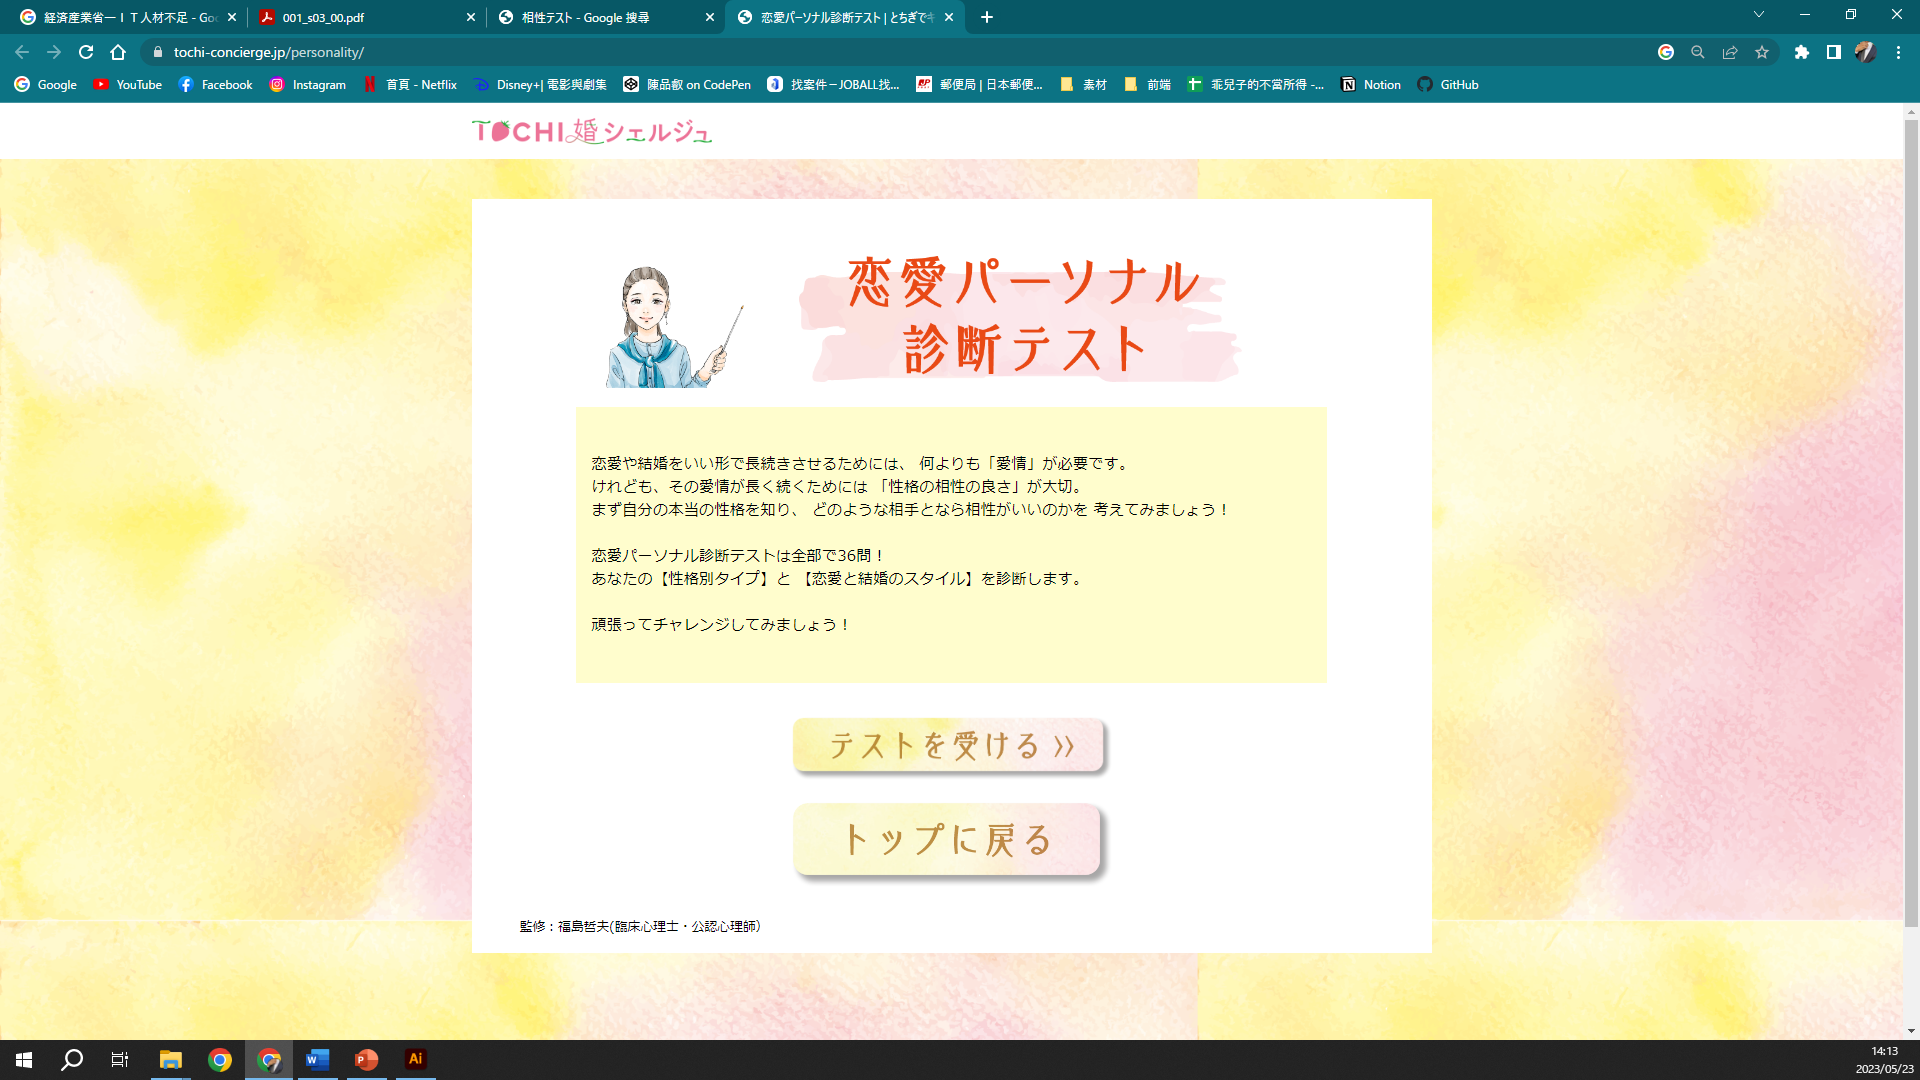 経済産業省ーＩＴ人材不足 - Goo
001_s03_00.pdf
相性テスト - Google 搜尋
恋愛パーソナル診断テスト | とちぎで
tochi-concierge.jp/personality/
Google
YouTube
Facebook
Instagram
首頁 - Netflix
Disney+| 電影與劇集
陳品叡 on CodePen
找案件－JOBALL找...
郵便局 | 日本郵便...
素材
前端
乖兒子的不當所得 -...
Notion
GitHub
TOCHI婚シェルジュ
恋愛パーソナル
診断テスト
恋愛や結婚をいい形で長続きさせるためには、 何よりも「愛情」が必要です。
けれども、その愛情が長く続くためには 「性格の相性の良さ」が大切。
まず自分の本当の性格を知り、 どのような相手となら相性がいいのかを 考えてみましょう！
恋愛パーソナル診断テストは全部で36問！
あなたの【性格別タイプ】と 【恋愛と結婚のスタイル】を診断します。
頑張ってチャレンジしてみましょう！
テストを受ける »
トップに戻る
監修：福島哲夫(臨床心理士・公認心理師）
14:13
2023/05/23